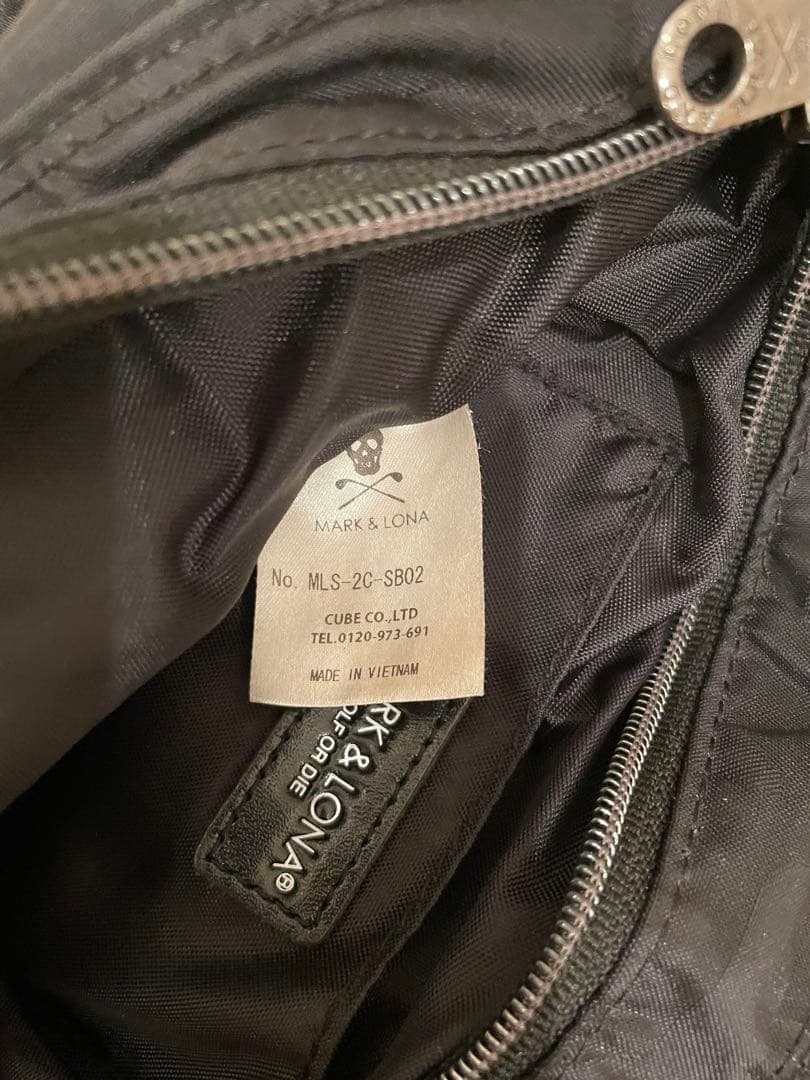 MARK & LONA
No. MLS-2C-SB02
CUBE CO.,LTD
TEL.0120-973-691
MADE IN VIETNAM
RK & LONA®
OLF OR DIE